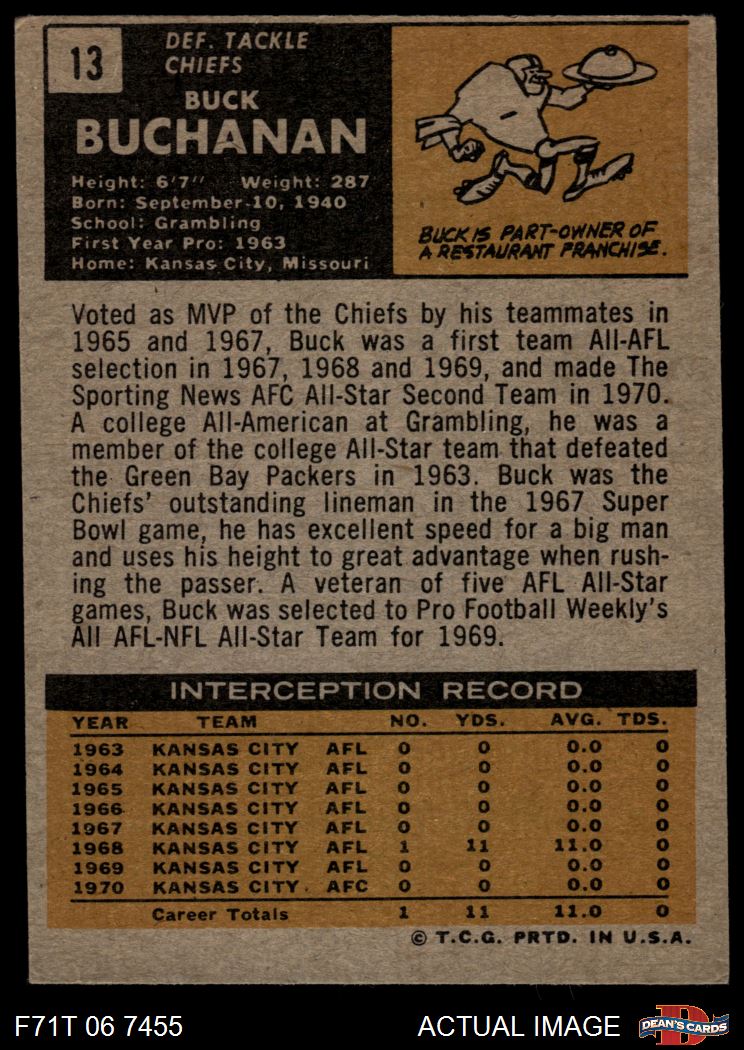 13
DEF. TACKLE
CHIEFS
BUCK
BUCHANAN
Height: 6'7" Weight: 287
Born: September 10, 1940
School: Grambling
First Year Pro: 1963
Home: Kansas City, Missouri
BUCK IS PART-OWNER OF
A RESTAURANT FRANCHISE.
Voted as MVP of the Chiefs by his teammates in
1965 and 1967, Buck was a first team All-AFL
selection in 1967, 1968 and 1969, and made The
Sporting News AFC All-Star Second Team in 1970.
A college All-American at Grambling, he was a
member of the college All-Star team that defeated
the Green Bay Packers in 1963. Buck was the
Chiefs' outstanding lineman in the 1967 Super
Bowl game, he has excellent speed for a big man
and uses his height to great advantage when rush-
ing the passer. A veteran of five AFL All-Star
games, Buck was selected to Pro Football Weekly's
All AFL-NFL All-Star Team for 1969.
INTERCEPTION RECORD
YEAR TEAM NO. YDS. AVG. TDS.
1963 KANSAS CITY AFL 0 0 0.0 0
1964 KANSAS CITY AFL 0 0 0.0 0
1965 KANSAS CITY AFL 0 0 0.0 0
1966 KANSAS CITY AFL 0 0 0.0 0
1967 KANSAS CITY AFL 0 0 0.0 0
1968 KANSAS CITY AFL 1 11 11.0 0
1969 KANSAS CITY AFL 0 0 0.0 0
1970 KANSAS CITY AFC 0 0 0.0 0
Career Totals 1 11 11.0 0
© T.C.G. PRTD. IN U.S.A.
F71T 06 7455 ACTUAL IMAGE D DEAN'S CARDS